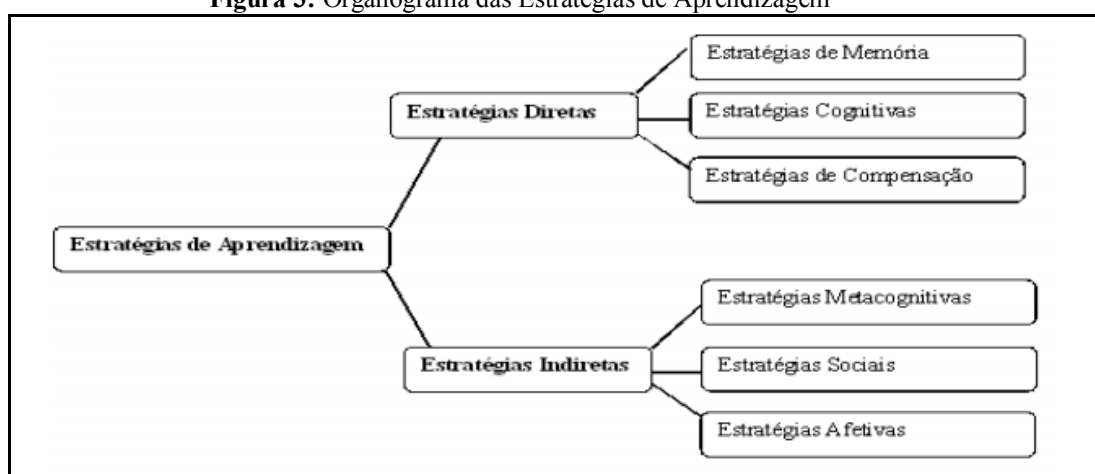 Figura 3: Organograma das Estratégias de Aprendizagem
Estratégias de Memória
Estratégias Diretas
Estratégias Cognitivas
Estratégias de Compensação
Estratégias de Aprendizagem
Estratégias Metacognitivas
Estratégias Indiretas
Estratégias Sociais
Estratégias Afetivas